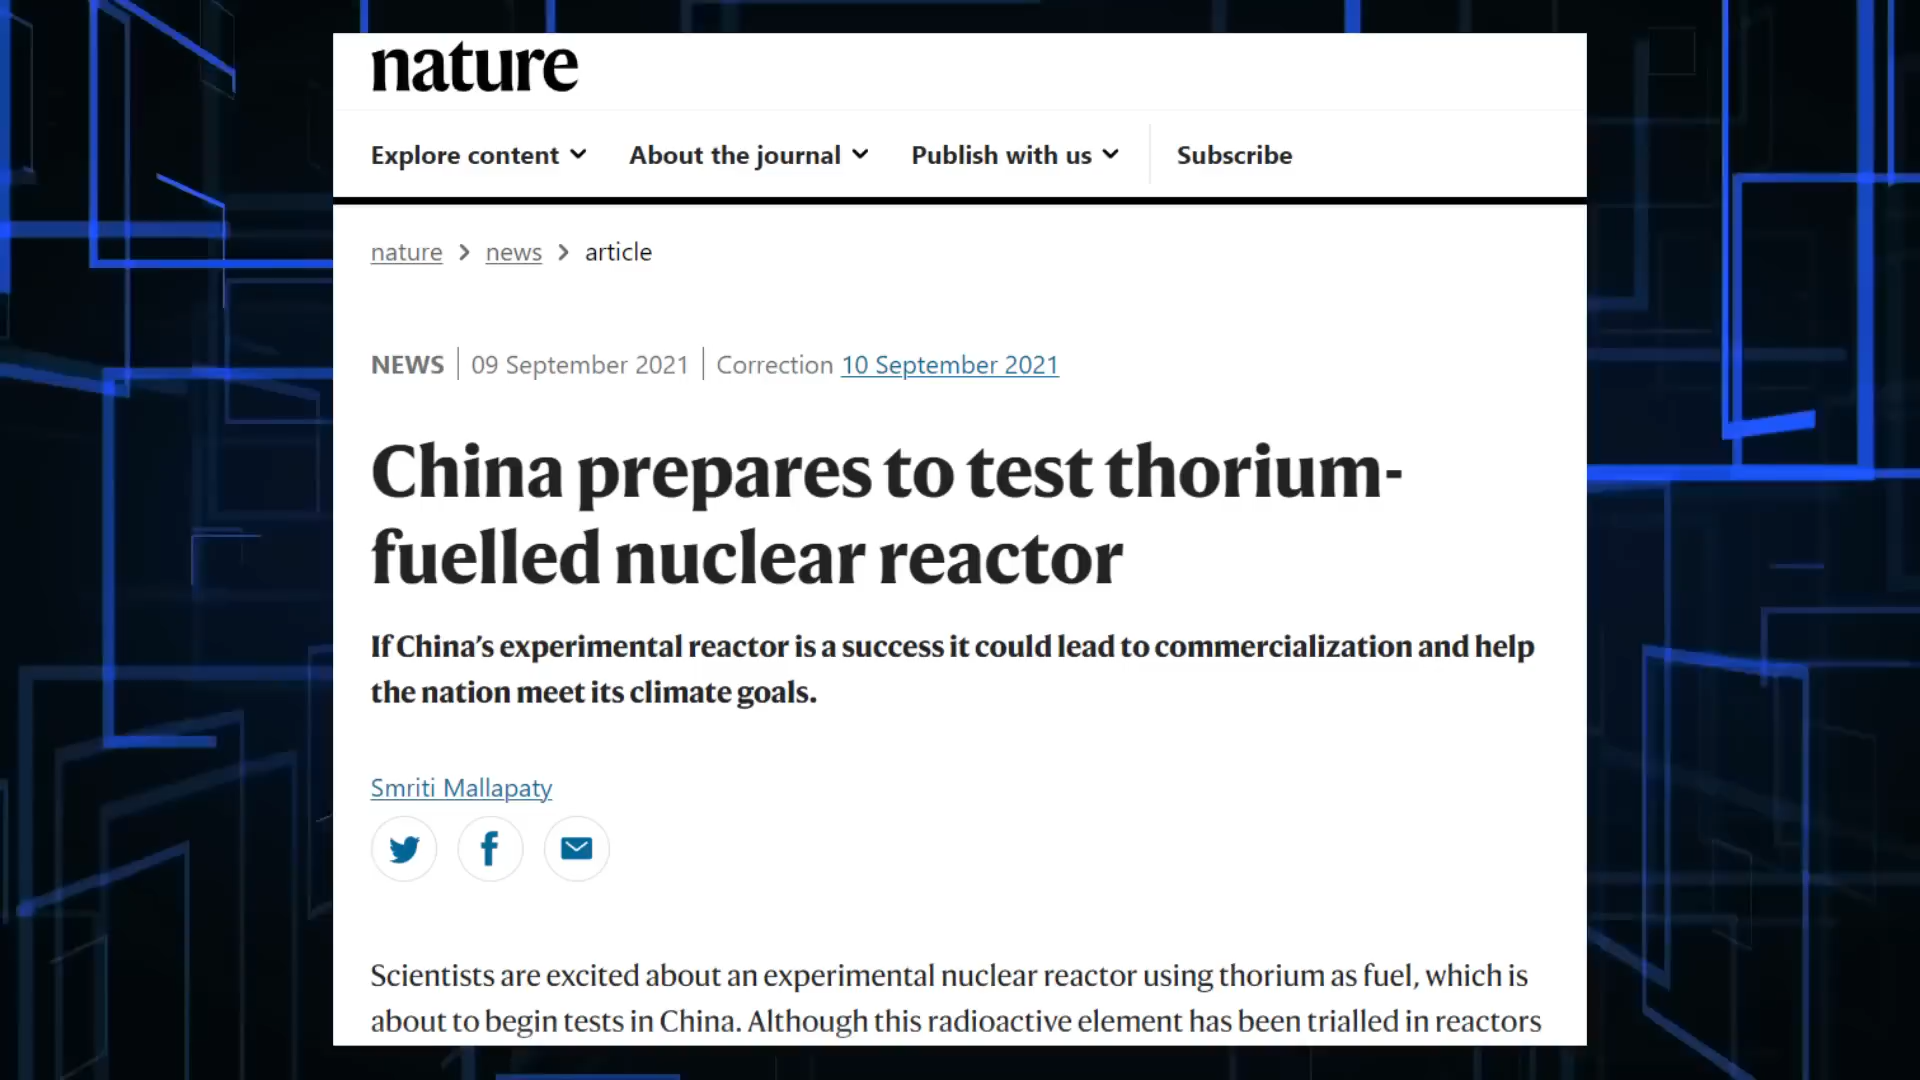 nature
Explore content About the journal Publish with us Subscribe
nature > news > article
NEWS | 09 September 2021 | Correction 10 September 2021
China prepares to test thorium-
fuelled nuclear reactor
If China’s experimental reactor is a success it could lead to commercialization and help
the nation meet its climate goals.
Smriti Mallapaty
Scientists are excited about an experimental nuclear reactor using thorium as fuel, which is
about to begin tests in China. Although this radioactive element has been trialled in reactors